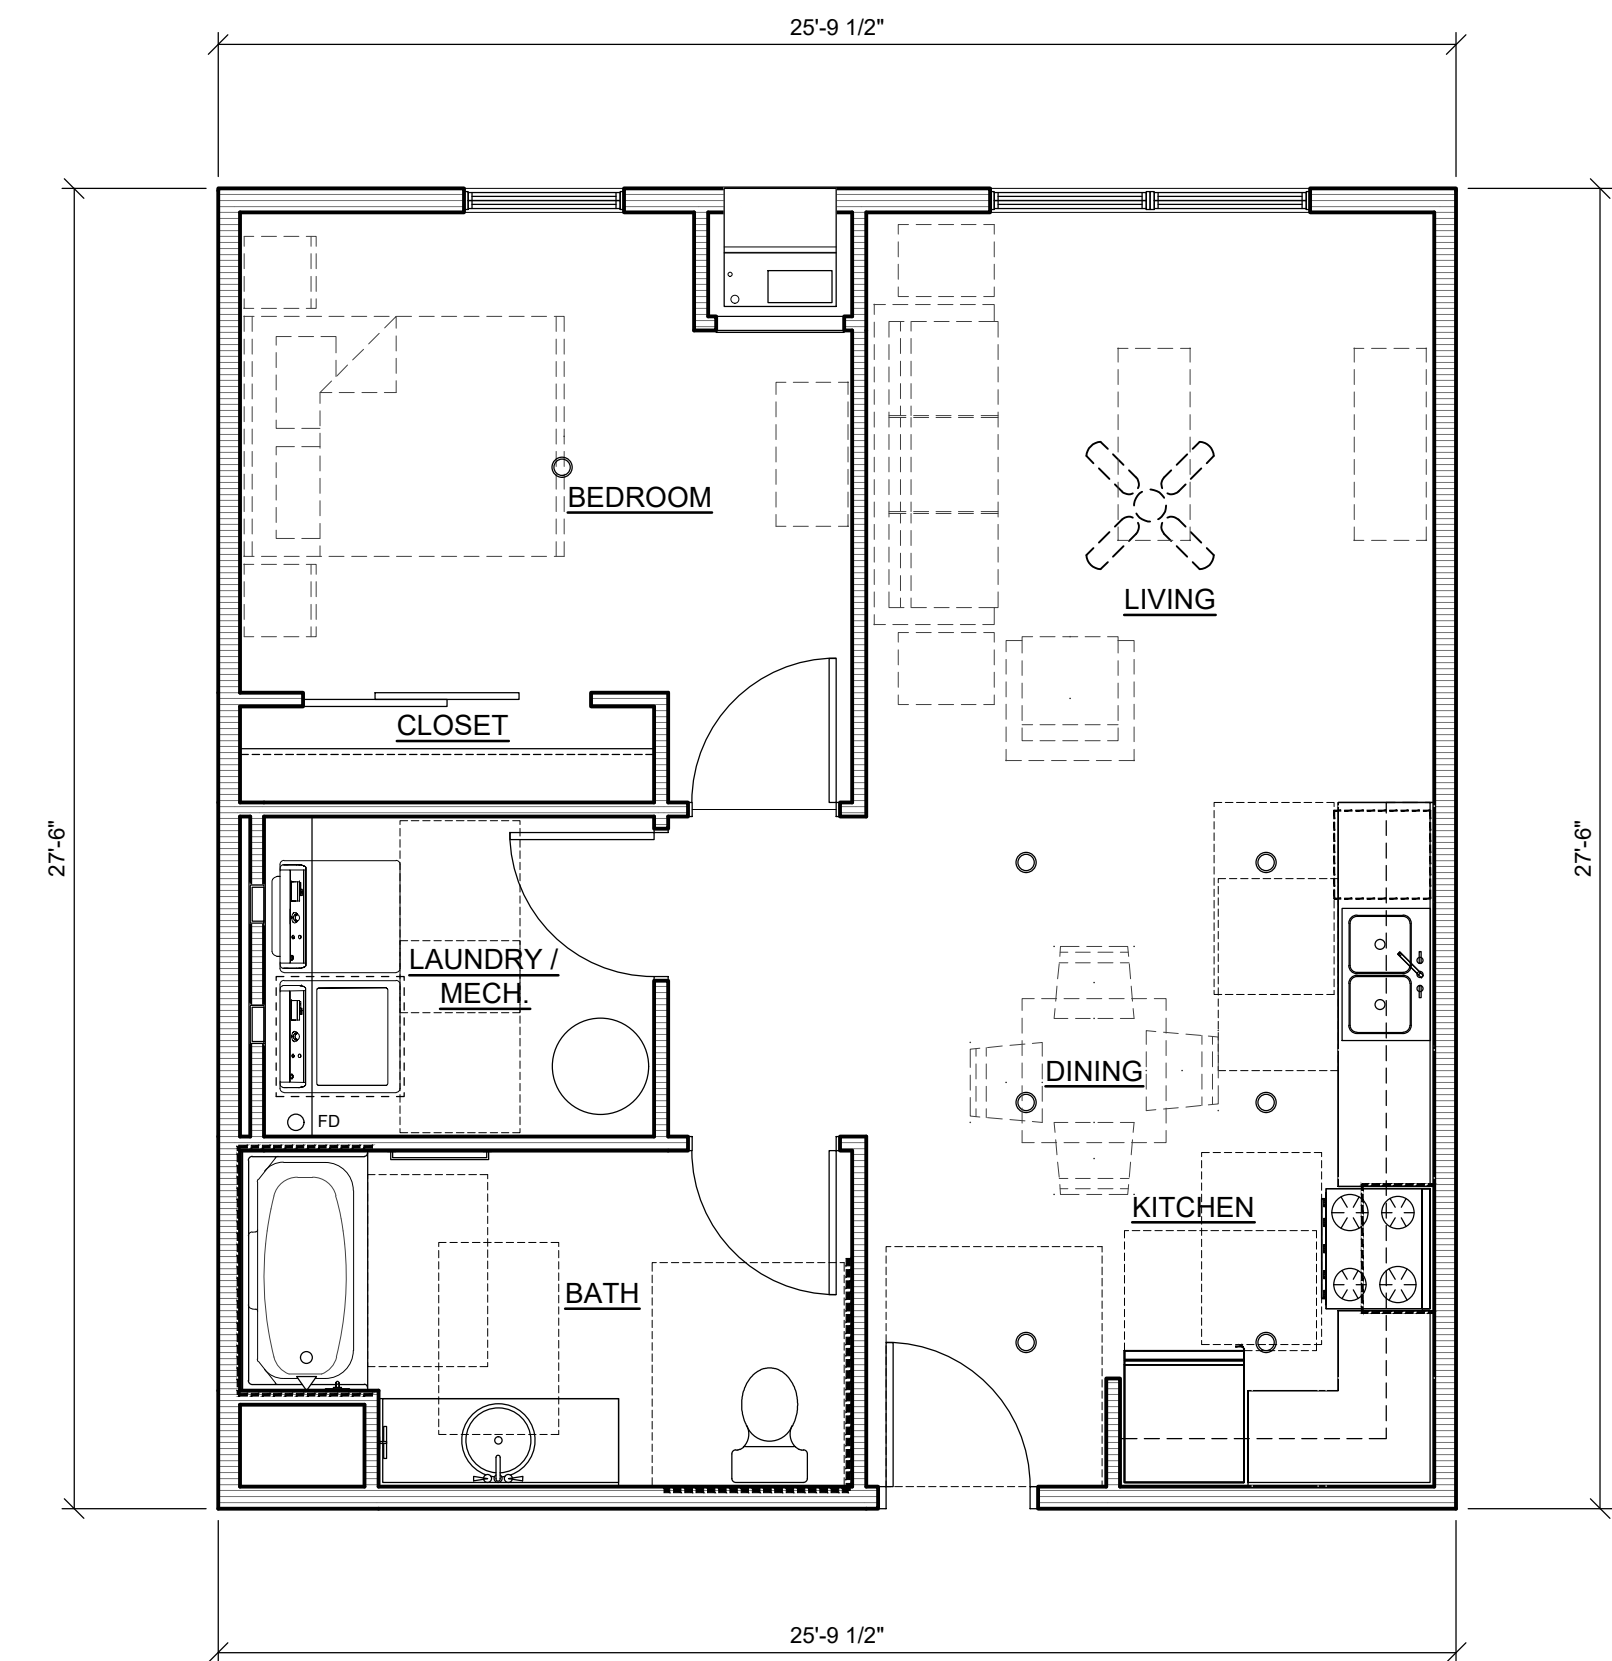 25'-9 1/2"
BEDROOM
LIVING
CLOSET
27'-6"
27'-6"
LAUNDRY /
MECH.
DINING
FD
KITCHEN
BATH
25'-9 1/2"